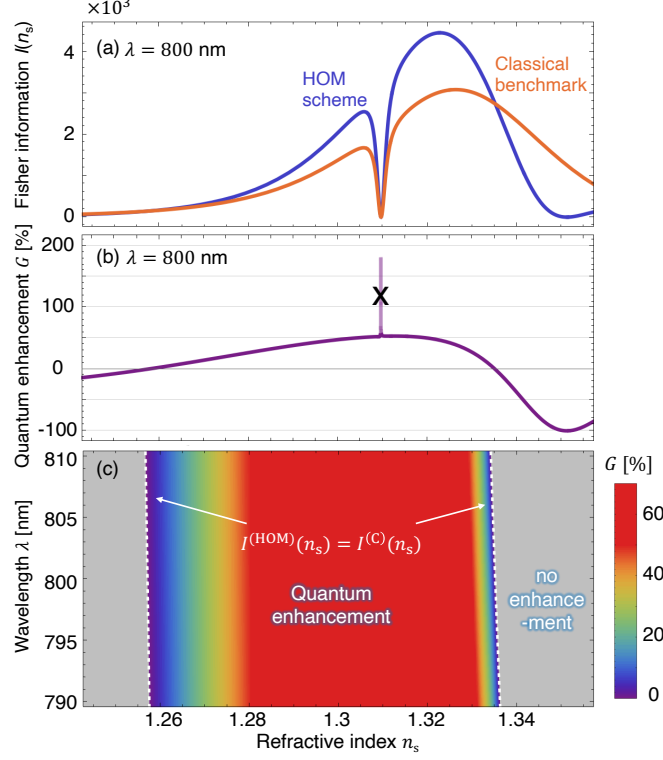 ×10³
(a) λ = 800 nm
HOM
scheme
Classical
benchmark
Fisher information I(nₛ)
4
2
0
(b) λ = 800 nm
X
Quantum enhancement G [%]
200
100
0
-100
(c)
G [%]
I⁽ᴴᴼᴹ⁾(nₛ) = I⁽ᶜ⁾(nₛ)
Quantum
enhancement
no
enhance
-ment
Wavelength λ [nm]
810
805
800
795
790
60
40
20
0
1.26
1.28
1.3
1.32
1.34
Refractive index nₛ